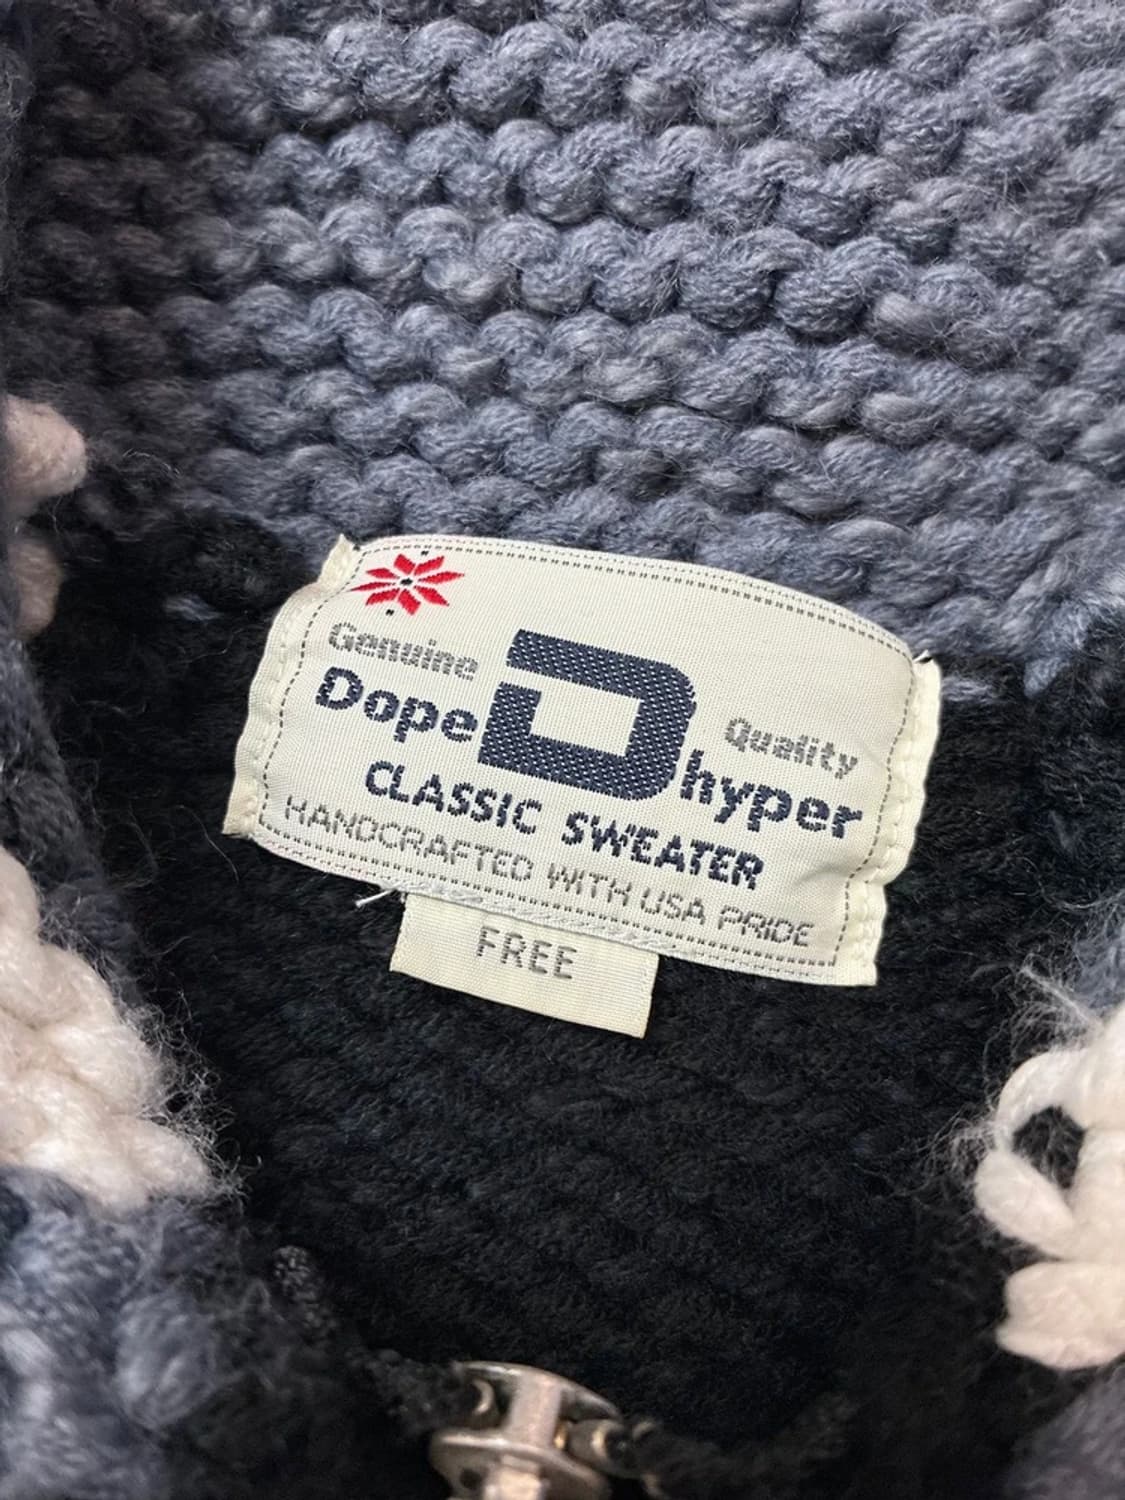 Genuine
Dope D hyper
Quality
CLASSIC SWEATER
HANDCRAFTED WITH USA PRIDE
FREE